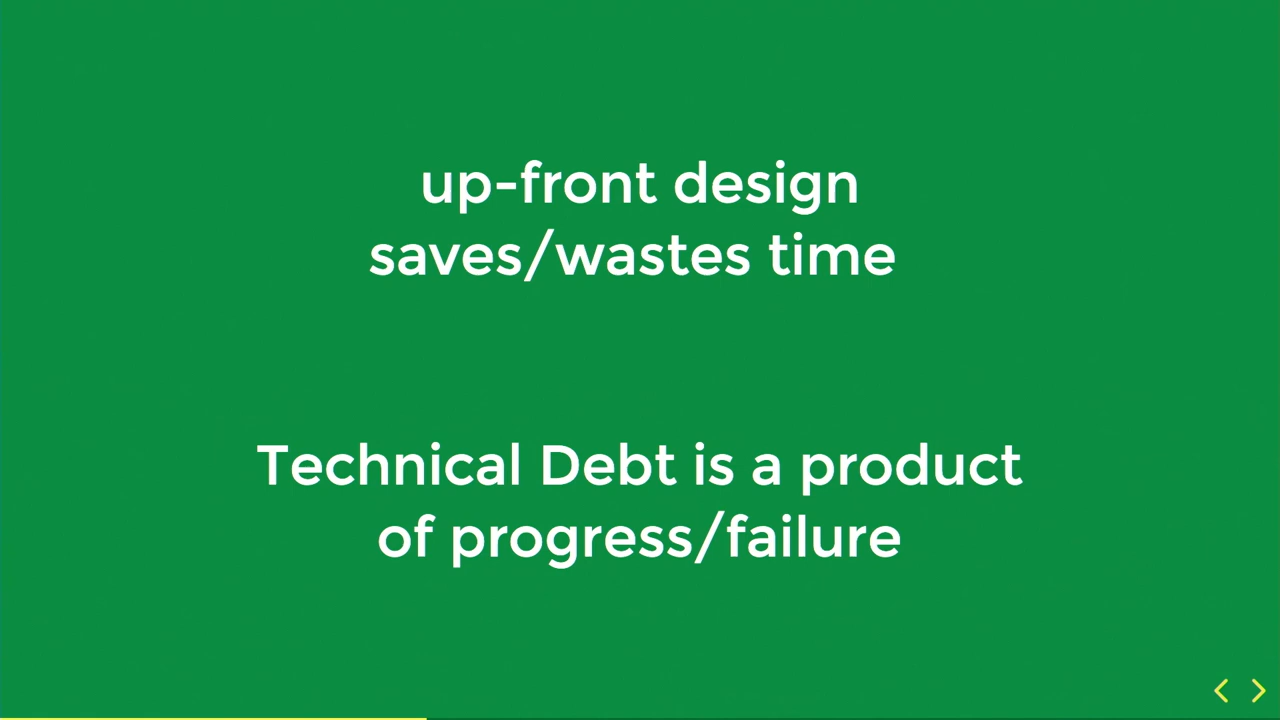 up-front design
saves/wastes time
Technical Debt is a product
of progress/failure